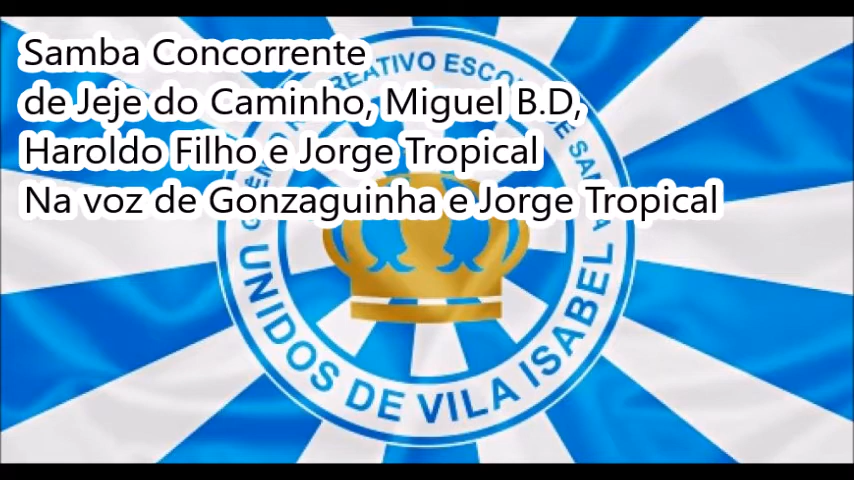 Samba Concorrente
de Jeje do Caminho, Miguel B.D,
Haroldo Filho e Jorge Tropical
Na voz de Gonzaguinha e Jorge Tropical
UNIDOS DE VILA ISABEL